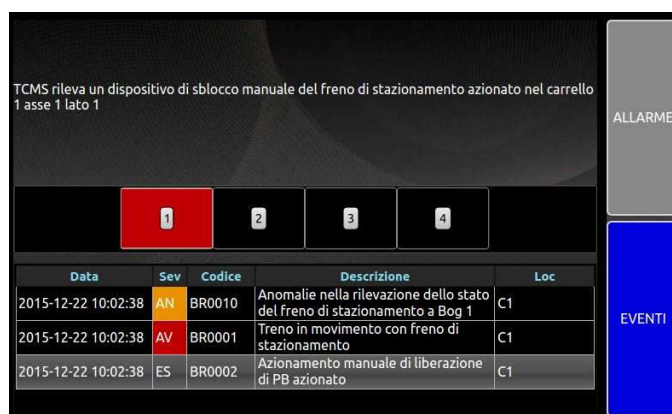 TCMS rileva un dispositivo di sblocco manuale del freno di stazionamento azionato nel carrello
1 asse 1 lato 1
ALLARME
1 2 3 4
Data Sev Codice Descrizione Loc
2015-12-22 10:02:38 AN BR0010 Anomalie nella rilevazione dello stato
del freno di stazionamento a Bog 1 C1
2015-12-22 10:02:38 AV BR0001 Treno in movimento con freno di
stazionamento C1
2015-12-22 10:02:38 ES BR0002 Azionamento manuale di liberazione
di PB azionato C1
EVENTI